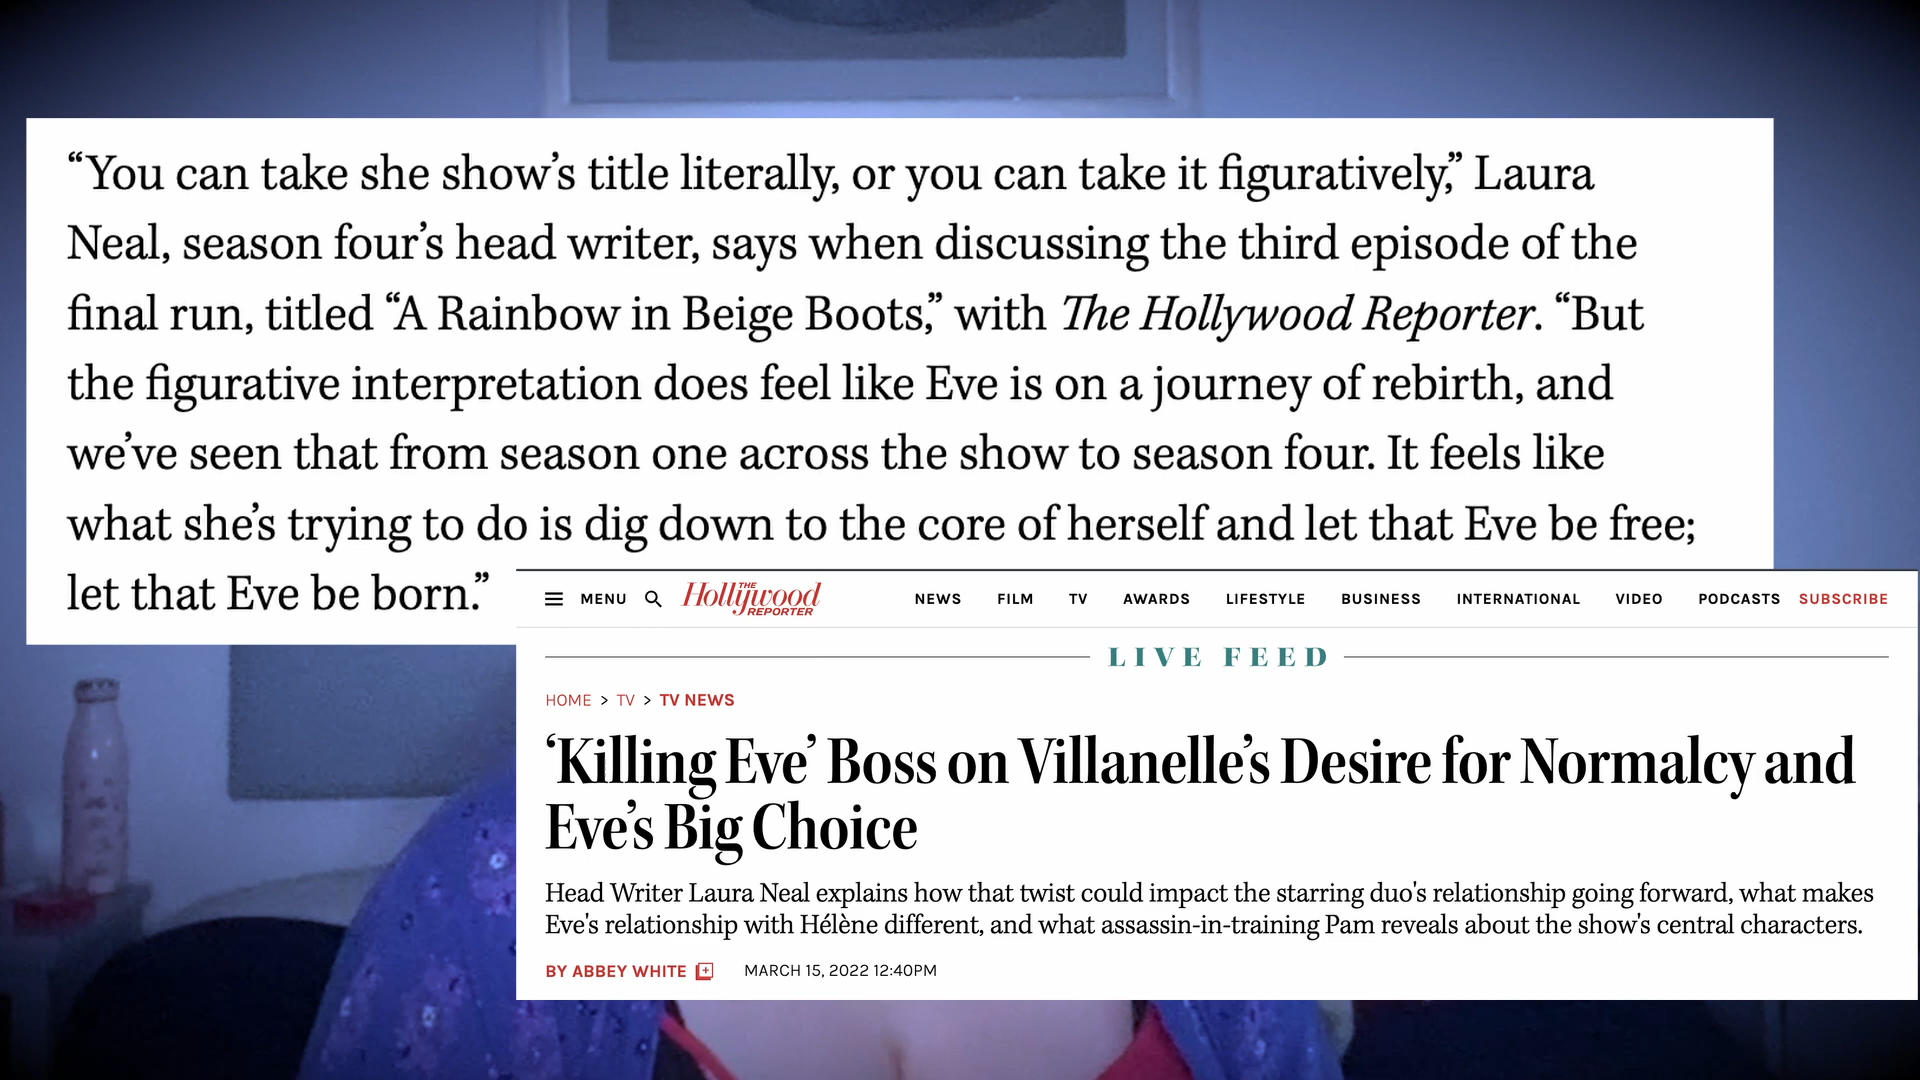 “You can take she show’s title literally, or you can take it figuratively,” Laura
Neal, season four’s head writer, says when discussing the third episode of the
final run, titled “A Rainbow in Beige Boots,” with The Hollywood Reporter. “But
the figurative interpretation does feel like Eve is on a journey of rebirth, and
we’ve seen that from season one across the show to season four. It feels like
what she’s trying to do is dig down to the core of herself and let that Eve be free;
let that Eve be born.”
MENU THE Hollywood REPORTER NEWS FILM TV AWARDS LIFESTYLE BUSINESS INTERNATIONAL VIDEO PODCASTS SUBSCRIBE
LIVE FEED
HOME > TV > TV NEWS
‘Killing Eve’ Boss on Villanelle’s Desire for Normalcy and
Eve’s Big Choice
Head Writer Laura Neal explains how that twist could impact the starring duo's relationship going forward, what makes
Eve's relationship with Hélène different, and what assassin-in-training Pam reveals about the show's central characters.
BY ABBEY WHITE MARCH 15, 2022 12:40PM